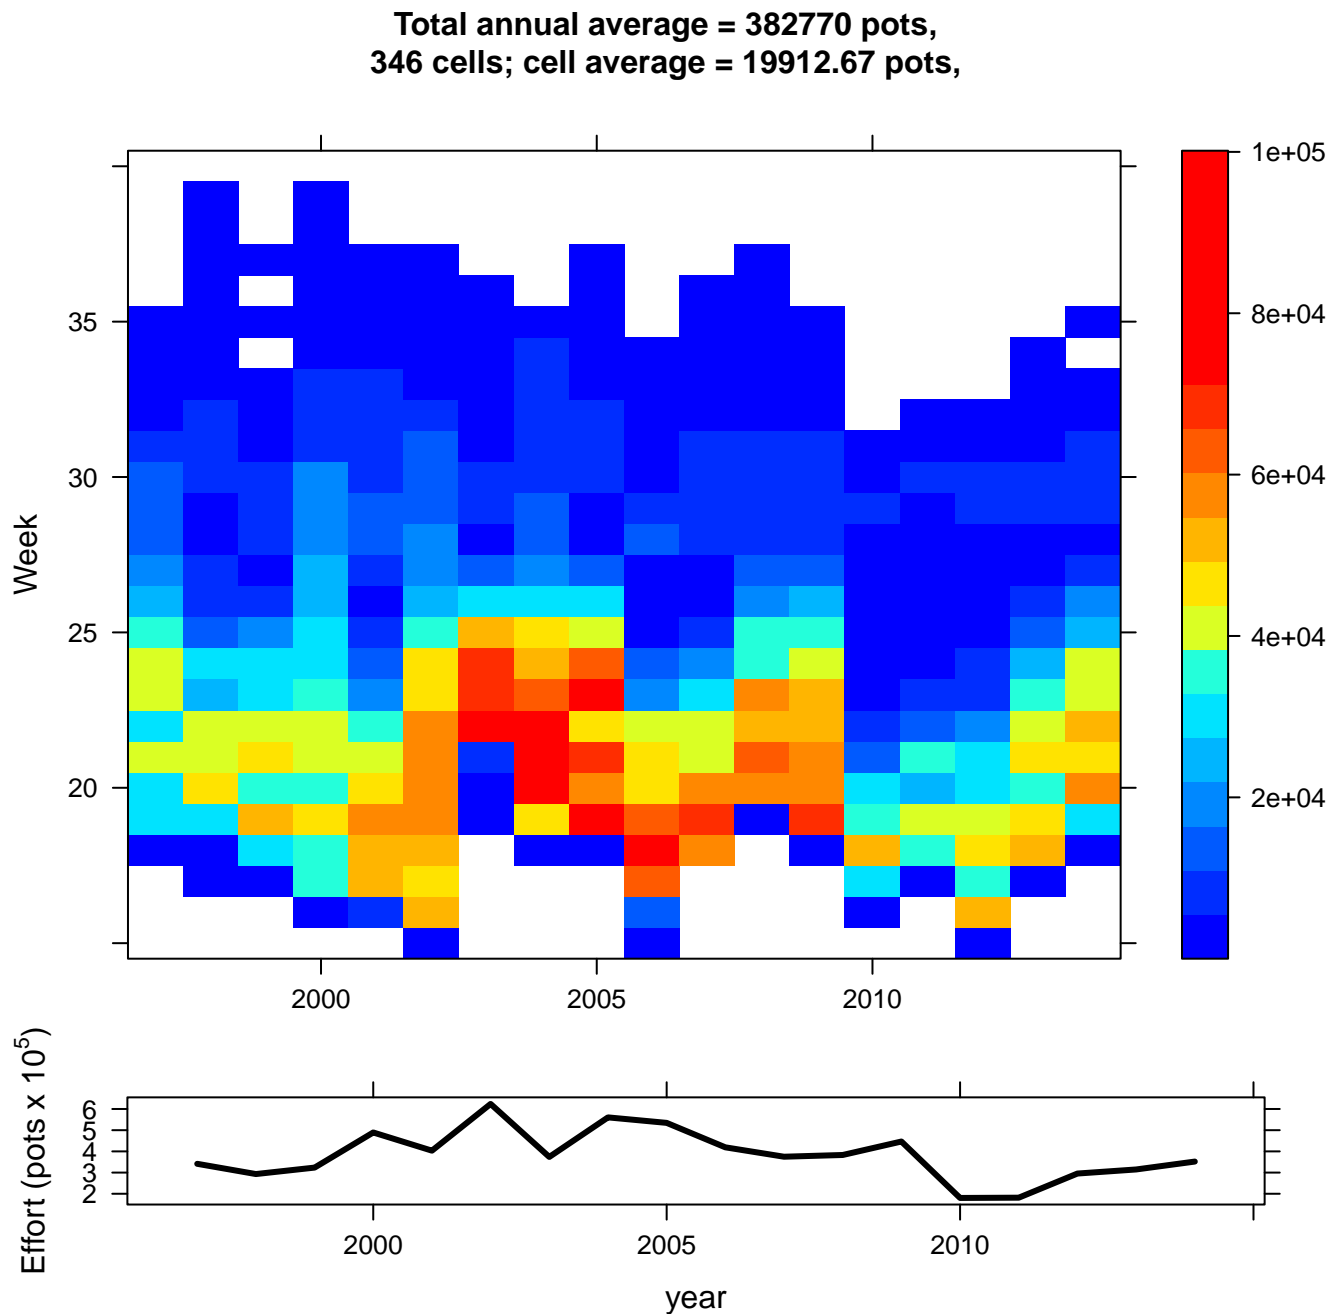 Total annual average = 382770 pots,
346 cells; cell average = 19912.67 pots,
Week
35
30
25
20
2000 2005 2010
1e+05
8e+04
6e+04
4e+04
2e+04
Effort (pots x 10⁵)
6
5
4
3
2
2000 2005 2010
year